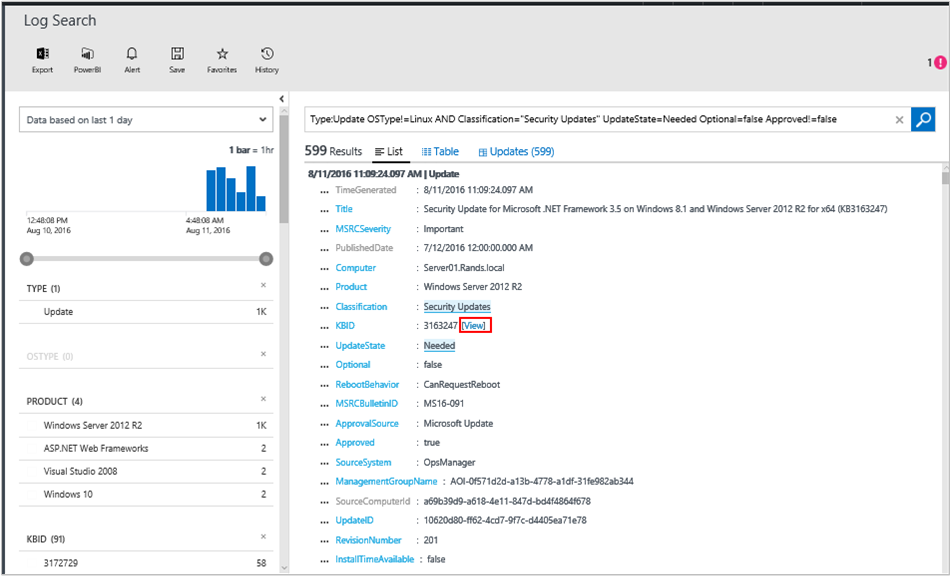 Log Search
Export PowerBI Alert Save Favorites History
1 !
Data based on last 1 day
1 bar = 1hr
12:48:08 PM
Aug 10, 2016
4:48:08 AM
Aug 11, 2016
TYPE (1)
Update 1K
OSTYPE (0)
PRODUCT (4)
Windows Server 2012 R2 1K
ASP.NET Web Frameworks 2
Visual Studio 2008 2
Windows 10 2
KBID (91)
3172729 58
Type:Update OSType!=Linux AND Classification="Security Updates" UpdateState=Needed Optional=false Approved!=false
599 Results List Table Updates (599)
8/11/2016 11:09:24.097 AM | Update
... TimeGenerated : 8/11/2016 11:09:24.097 AM
... Title : Security Update for Microsoft .NET Framework 3.5 on Windows 8.1 and Windows Server 2012 R2 for x64 (KB3163247)
... MSRCSeverity : Important
... PublishedDate : 7/12/2016 12:00:00.000 AM
... Computer : Server01.Rands.local
... Product : Windows Server 2012 R2
... Classification : Security Updates
... KBID : 3163247 [View]
... UpdateState : Needed
... Optional : false
... RebootBehavior : CanRequestReboot
... MSRCBulletinID : MS16-091
... ApprovalSource : Microsoft Update
... Approved : true
... SourceSystem : OpsManager
... ManagementGroupName : AOI-0f571d2d-a13b-4778-a1df-31fe982ab344
... SourceComputerId : a69b39d9-a618-4e11-847d-bd4f4864f678
... UpdateID : 10620d80-ff62-4cd7-9f7c-d4405ea71e78
... RevisionNumber : 201
... InstallTimeAvailable : false